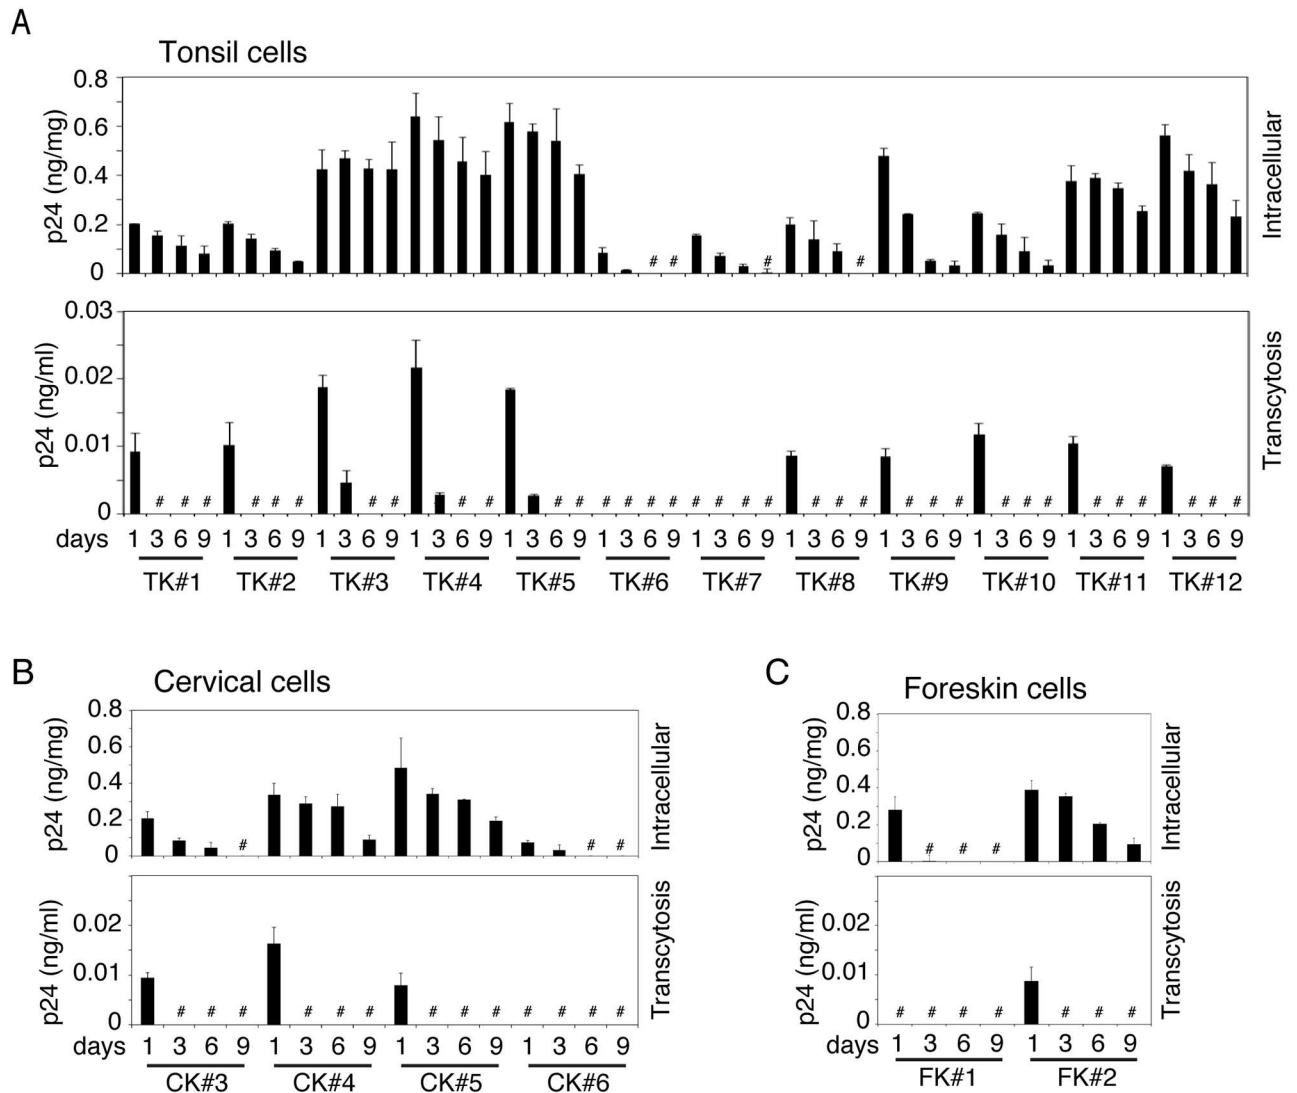 A
Tonsil cells
0.8
0.6
0.4
0.2
0
p24 (ng/mg)
# # # #
Intracellular
0.03
0.02
0.01
0
p24 (ng/ml)
# # # # # # # # # # # # # # # # # # # # # # # # # # # # # # # # # # #
Transcytosis
days 1 3 6 9 1 3 6 9 1 3 6 9 1 3 6 9 1 3 6 9 1 3 6 9 1 3 6 9 1 3 6 9 1 3 6 9 1 3 6 9 1 3 6 9 1 3 6 9
TK#1 TK#2 TK#3 TK#4 TK#5 TK#6 TK#7 TK#8 TK#9 TK#10 TK#11 TK#12
B
Cervical cells
0.8
0.6
0.4
0.2
0
p24 (ng/mg)
# # #
Intracellular
0.02
0.01
0
p24 (ng/ml)
# # # # # # # # # # # # #
Transcytosis
days 1 3 6 9 1 3 6 9 1 3 6 9 1 3 6 9
CK#3 CK#4 CK#5 CK#6
C
Foreskin cells
0.8
0.6
0.4
0.2
0
p24 (ng/mg)
# # #
Intracellular
0.02
0.01
0
p24 (ng/ml)
# # # # # # #
Transcytosis
days 1 3 6 9 1 3 6 9
FK#1 FK#2